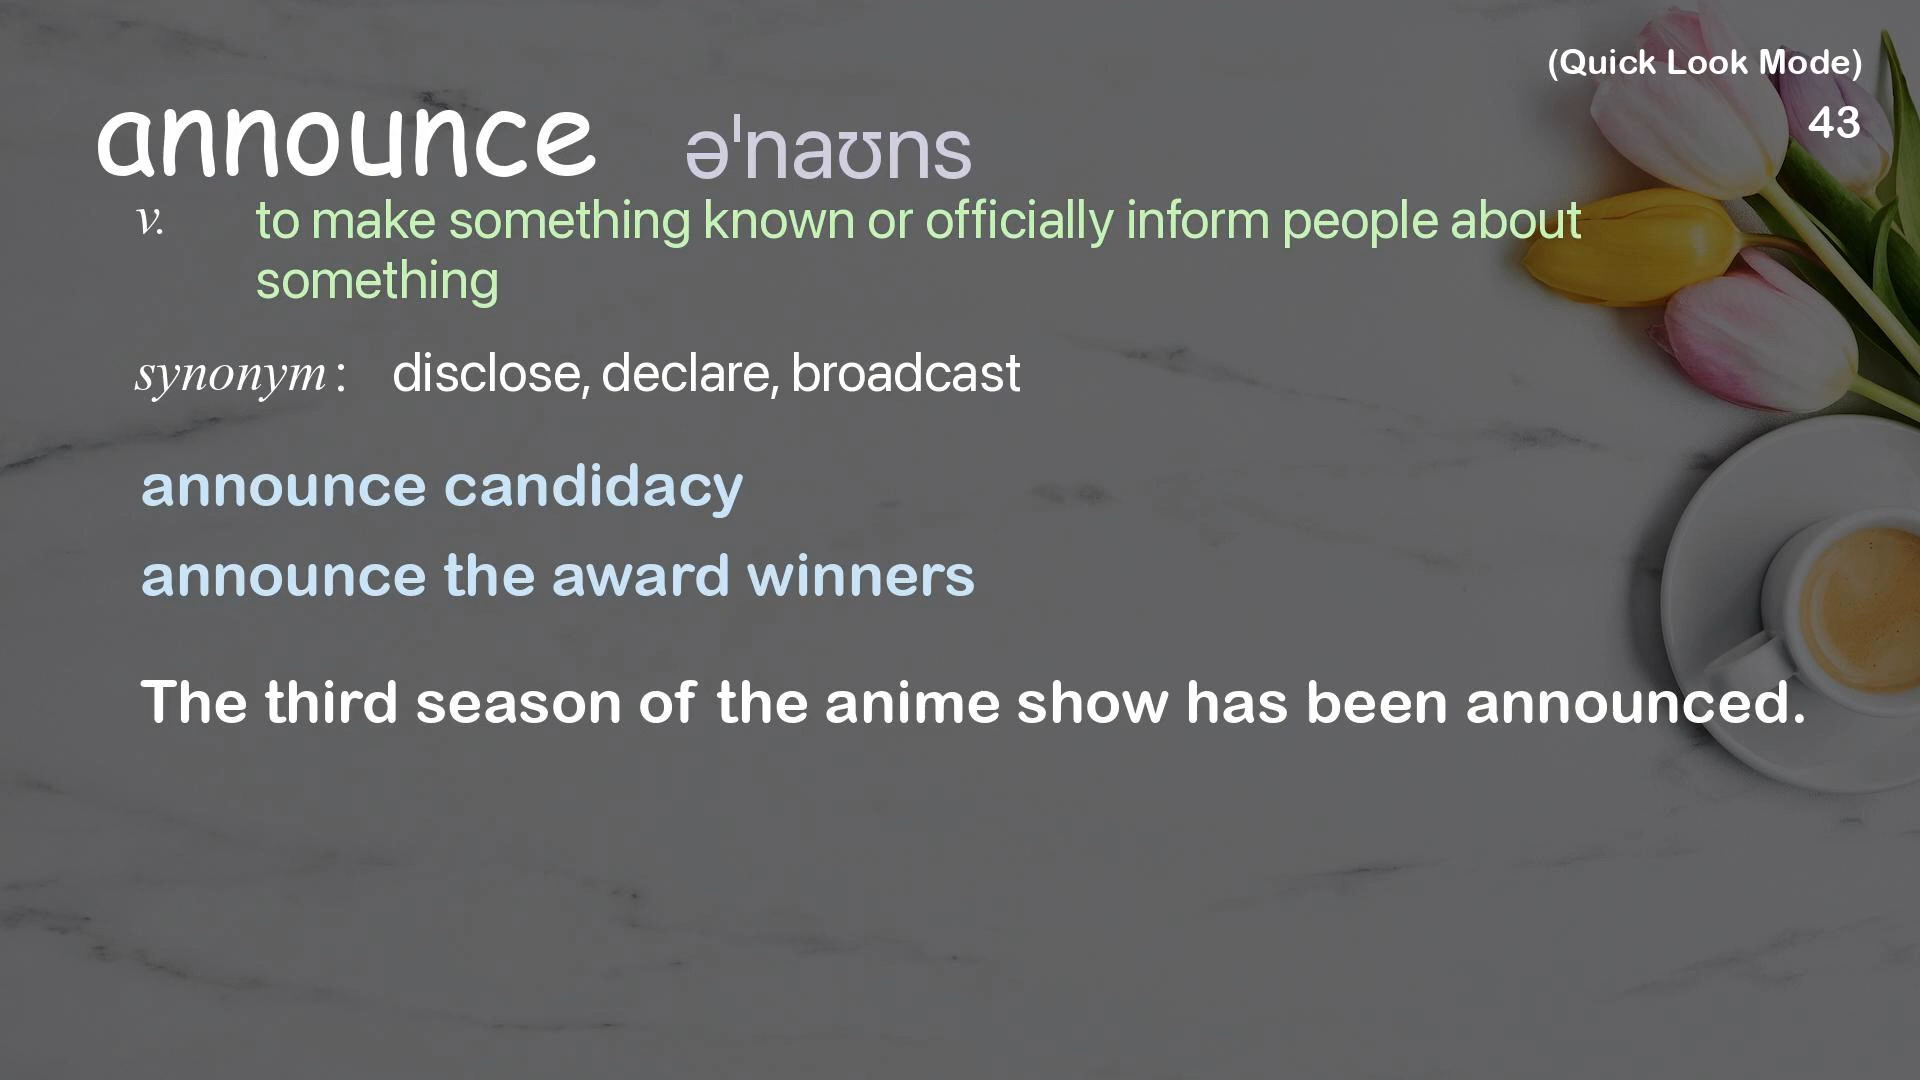 (Quick Look Mode)
43
announce əˈnaʊns
v. to make something known or officially inform people about
something
synonym : disclose, declare, broadcast
announce candidacy
announce the award winners
The third season of the anime show has been announced.